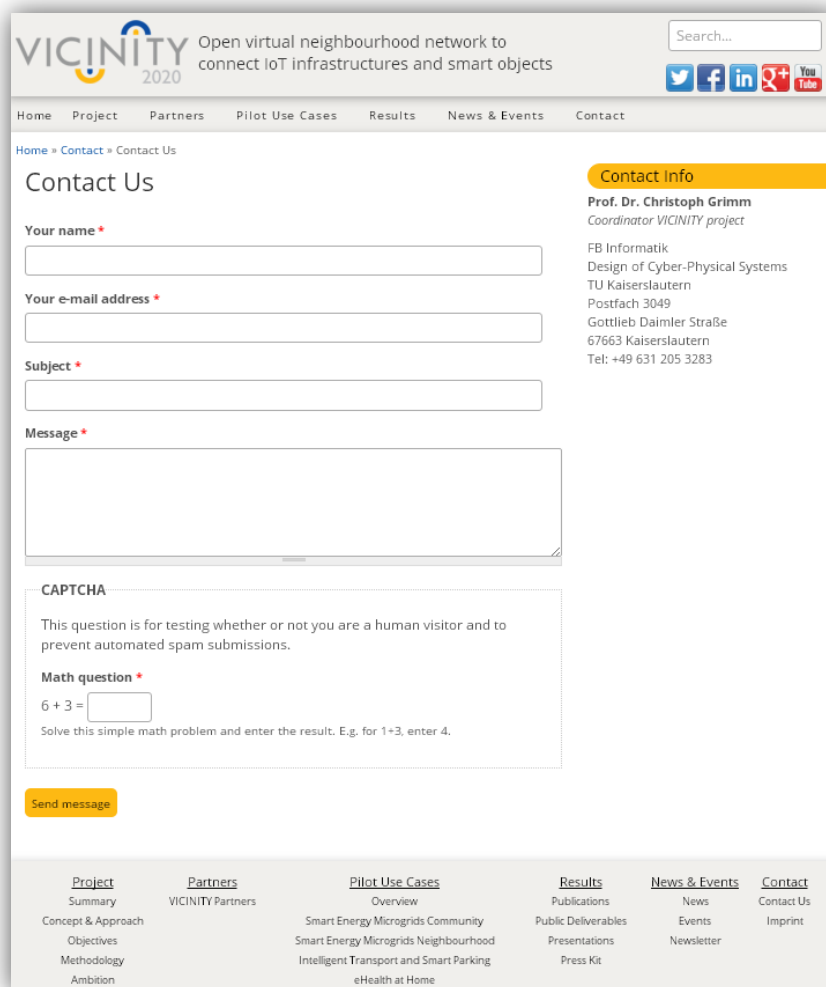 VICINITY
2020
Open virtual neighbourhood network to
connect IoT infrastructures and smart objects
Search...
You
Tube
Home Project Partners Pilot Use Cases Results News & Events Contact
Home » Contact » Contact Us
Contact Us
Your name *
Your e-mail address *
Subject *
Message *
CAPTCHA
This question is for testing whether or not you are a human visitor and to
prevent automated spam submissions.
Math question *
6 + 3 =
Solve this simple math problem and enter the result. E.g. for 1+3, enter 4.
Send message
Contact Info
Prof. Dr. Christoph Grimm
Coordinator VICINITY project
FB Informatik
Design of Cyber-Physical Systems
TU Kaiserslautern
Postfach 3049
Gottlieb Daimler Straße
67663 Kaiserslautern
Tel: +49 631 205 3283
Project
Summary
Concept & Approach
Objectives
Methodology
Ambition
Partners
VICINITY Partners
Pilot Use Cases
Overview
Smart Energy Microgrids Community
Smart Energy Microgrids Neighbourhood
Intelligent Transport and Smart Parking
eHealth at Home
Results
Publications
Public Deliverables
Presentations
Press Kit
News & Events
News
Events
Newsletter
Contact
Contact Us
Imprint